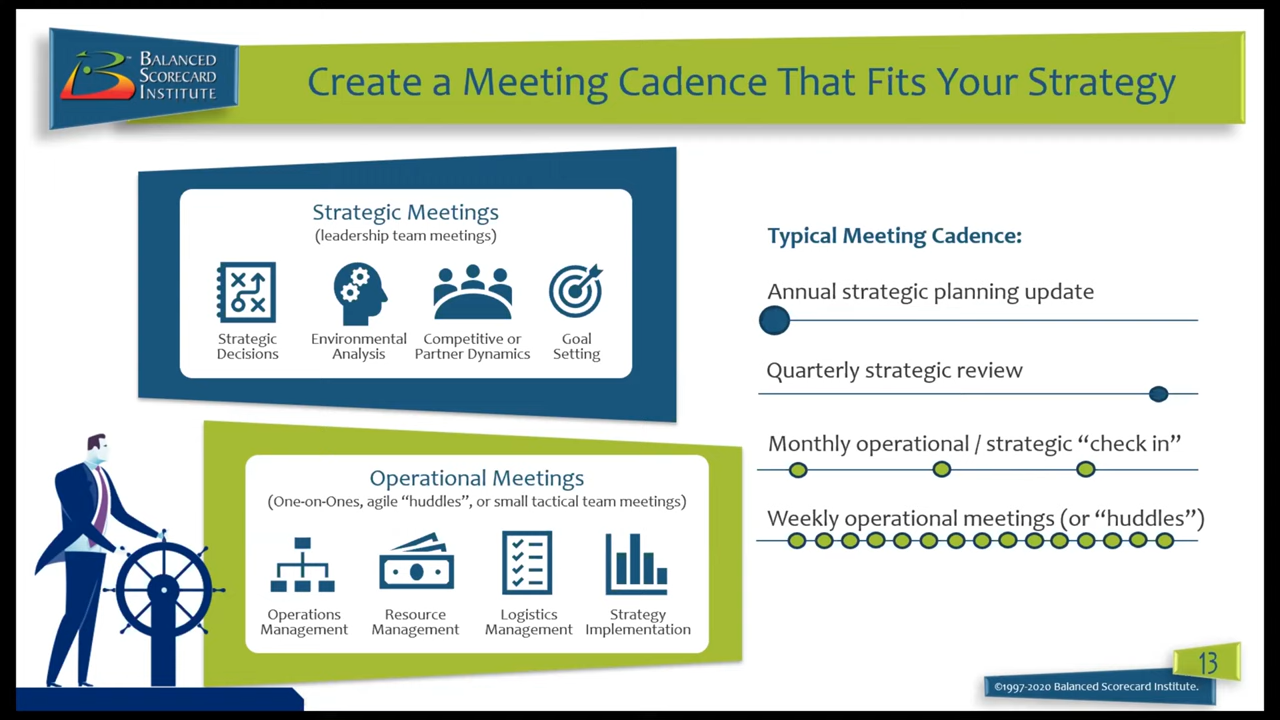 BALANCED
SCORECARD
INSTITUTE
Create a Meeting Cadence That Fits Your Strategy
Strategic Meetings
(leadership team meetings)
Strategic
Decisions
Environmental
Analysis
Competitive or
Partner Dynamics
Goal
Setting
Operational Meetings
(One-on-Ones, agile “huddles”, or small tactical team meetings)
Operations
Management
Resource
Management
Logistics
Management
Strategy
Implementation
Typical Meeting Cadence:
Annual strategic planning update
Quarterly strategic review
Monthly operational / strategic “check in”
Weekly operational meetings (or “huddles”)
13
©1997-2020 Balanced Scorecard Institute.